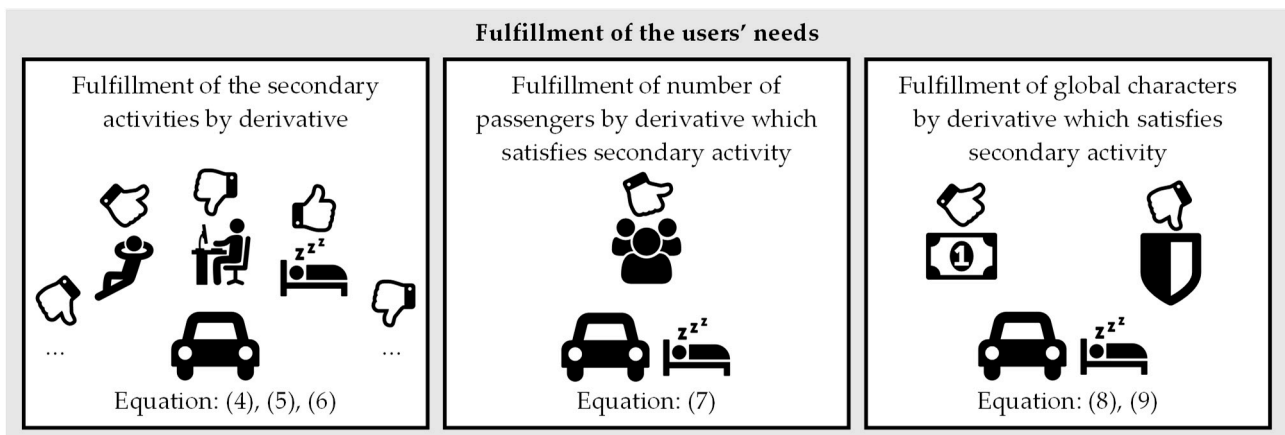 Fulfillment of the users’ needs
Fulfillment of the secondary
activities by derivative
z z z
...
...
Equation: (4), (5), (6)
Fulfillment of number of
passengers by derivative which
satisfies secondary activity
z z z
Equation: (7)
Fulfillment of global characters
by derivative which satisfies
secondary activity
1
z z z
Equation: (8), (9)